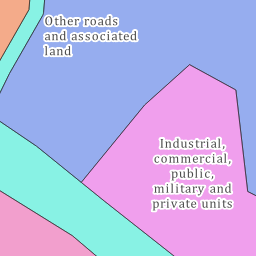 Other roads
and associated
land
Industrial,
commercial,
public,
military and
private units